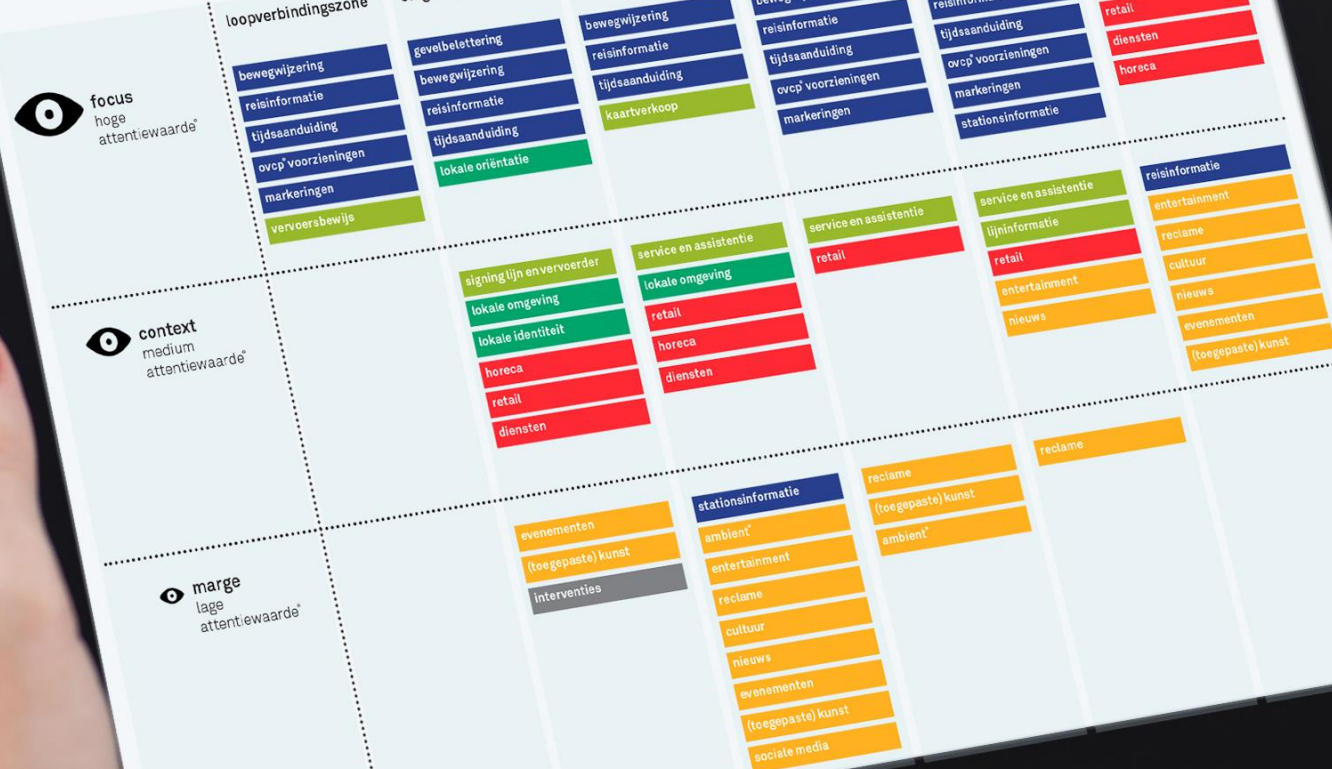 loopverbindingszone
focus
hoge
attentiewaarde°
bewegwijzering
reisinformatie
tijdsaanduiding
ovcp° voorzieningen
markeringen
vervoersbewijs
gevelbelettering
bewegwijzering
reisinformatie
tijdsaanduiding
lokale oriëntatie
bewegwijzering
reisinformatie
tijdsaanduiding
kaartverkoop
reisinformatie
tijdsaanduiding
ovcp° voorzieningen
markeringen
tijdsaanduiding
ovcp° voorzieningen
markeringen
stationsinformatie
retail
diensten
horeca
context
medium
attentiewaarde°
signing lijn en vervoerder
lokale omgeving
lokale identiteit
horeca
retail
diensten
service en assistentie
lokale omgeving
retail
horeca
diensten
service en assistentie
retail
service en assistentie
lijninformatie
retail
entertainment
nieuws
reisinformatie
entertainment
reclame
cultuur
nieuws
evenementen
(toegepaste) kunst
marge
lage
attentiewaarde°
evenementen
(toegepaste) kunst
interventies
stationsinformatie
ambient°
entertainment
reclame
cultuur
nieuws
evenementen
(toegepaste) kunst
sociale media
reclame
(toegepaste) kunst
ambient°
reclame